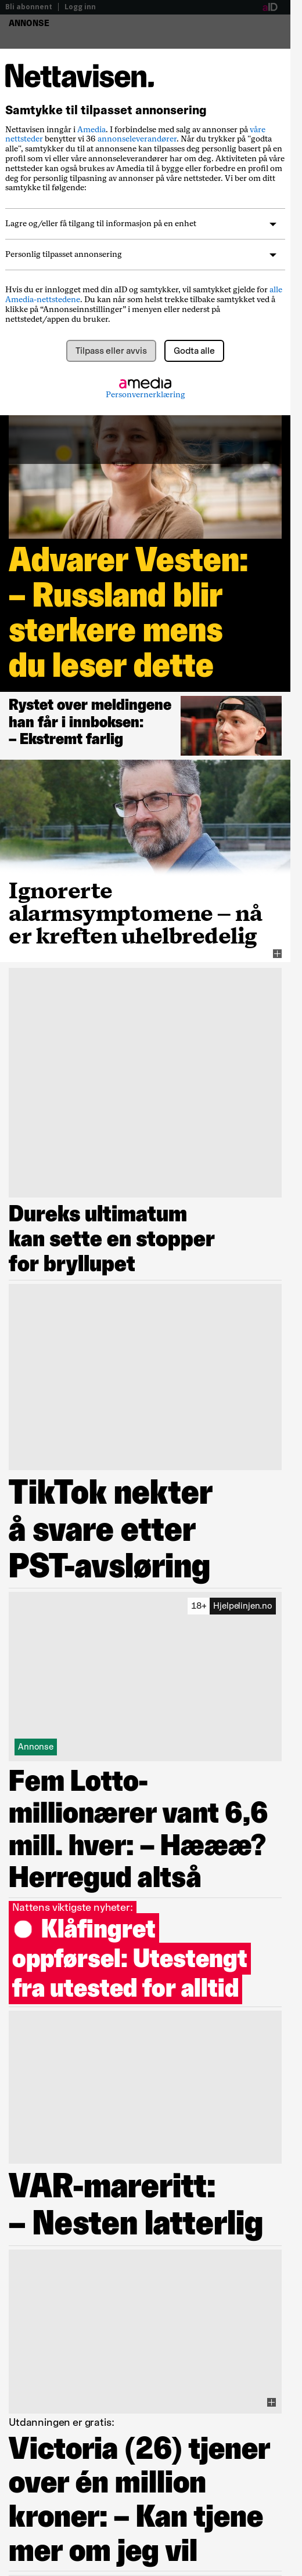 Bli abonnent
Logg inn
aID
ANNONSE
Nettavisen.
Samtykke til tilpasset annonsering
Nettavisen inngår i Amedia. I forbindelse med salg av annonser på våre
nettsteder benytter vi 36 annonseleverandører. Når du trykker på "godta
alle", samtykker du til at annonsene kan tilpasses deg personlig basert på en
profil som vi eller våre annonseleverandører har om deg. Aktiviteten på våre
nettsteder kan også brukes av Amedia til å bygge eller forbedre en profil om
deg for personlig tilpasning av annonser på våre nettsteder. Vi ber om ditt
samtykke til følgende:
Lagre og/eller få tilgang til informasjon på en enhet
Personlig tilpasset annonsering
Hvis du er innlogget med din aID og samtykker, vil samtykket gjelde for alle
Amedia-nettstedene. Du kan når som helst trekke tilbake samtykket ved å
klikke på “Annonseinnstillinger” i menyen eller nederst på
nettstedet/appen du bruker.
Tilpass eller avvis
Godta alle
amedia
Personvernerklæring
Advarer Vesten:
– Russland blir
sterkere mens
du leser dette
Rystet over meldingene
han får i innboksen:
– Ekstremt farlig
Ignorerte
alarmsymptomene – nå
er kreften uhelbredelig
Dureks ultimatum
kan sette en stopper
for bryllupet
TikTok nekter
å svare etter
PST-avsløring
18+ Hjelpelinjen.no
Annonse
Fem Lotto-
millionærer vant 6,6
mill. hver: – Hæææ?
Herregud altså
Nattens viktigste nyheter:
Klåfingret
oppførsel: Utestengt
fra utested for alltid
VAR-mareritt:
– Nesten latterlig
Utdanningen er gratis:
Victoria (26) tjener
over én million
kroner: – Kan tjene
mer om jeg vil